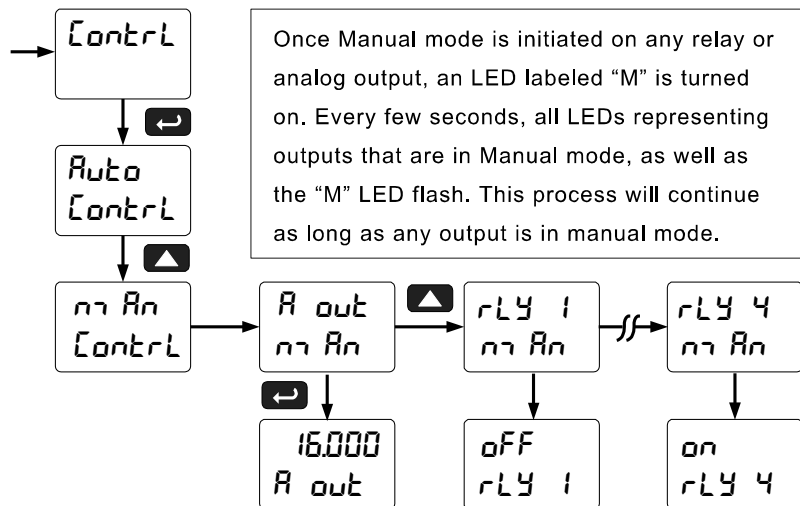 ContrL
Once Manual mode is initiated on any relay or
analog output, an LED labeled “M” is turned
on. Every few seconds, all LEDs representing
outputs that are in Manual mode, as well as
the “M” LED flash. This process will continue
as long as any output is in manual mode.
Auto
ContrL
mAn
ContrL
A out
mAn
rLY 1
mAn
rLY 4
mAn
16.000
A out
oFF
rLY 1
on
rLY 4